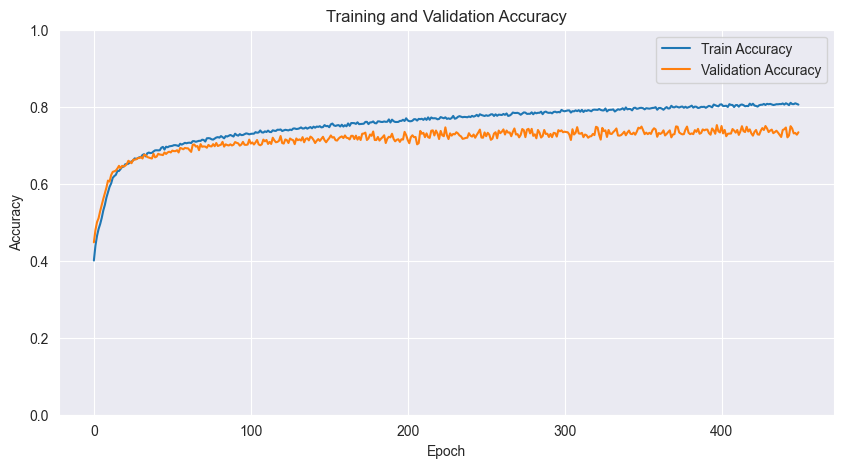 Training and Validation Accuracy
Train Accuracy
Validation Accuracy
1.0
0.8
0.6
0.4
0.2
0.0
Accuracy
0
100
200
300
400
Epoch